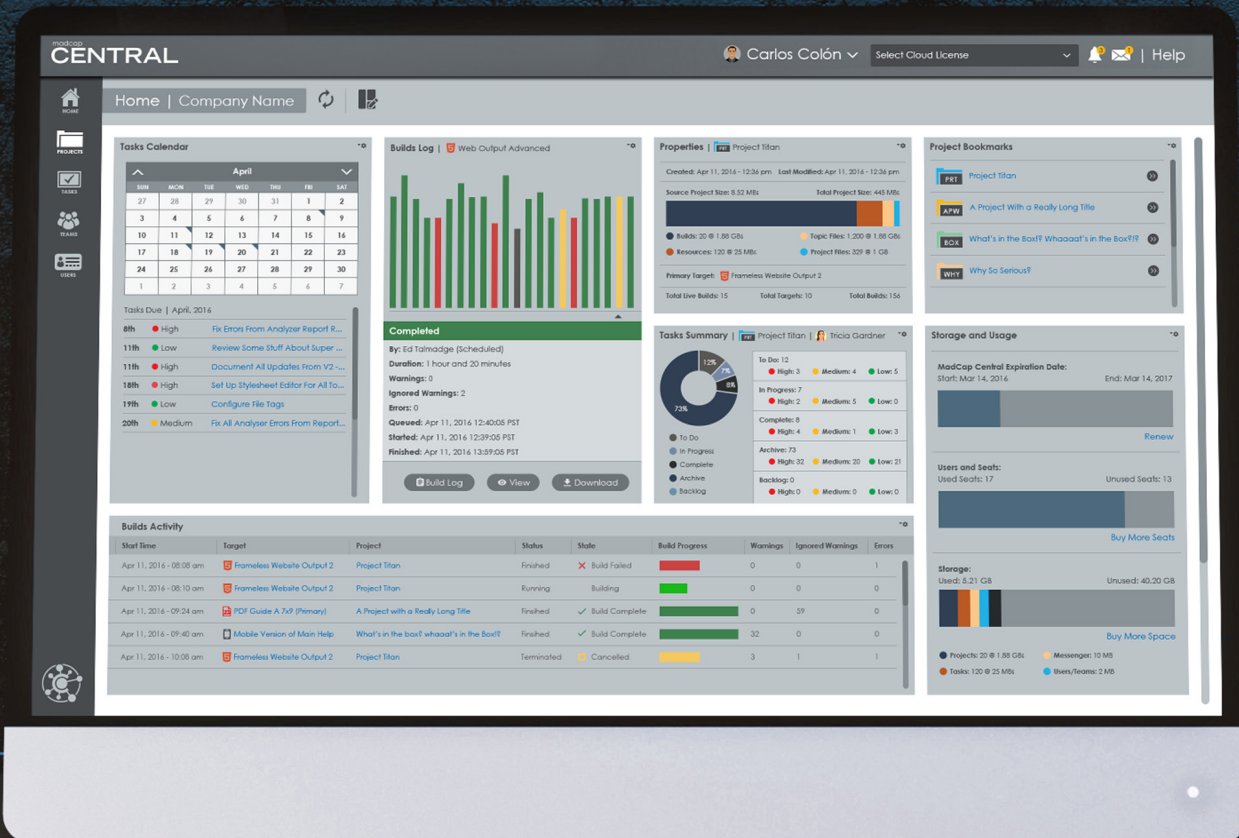 madcap
CENTRAL
Carlos Colón
Select Cloud License
| Help
HOME
PROJECTS
TASKS
TEAMS
USERS
Home | Company Name
Tasks Calendar
April
SUN MON TUE WED THU FRI SAT
27 28 29 30 31 1 2
3 4 5 6 7 8 9
10 11 12 13 14 15 16
17 18 19 20 21 22 23
24 25 26 27 28 29 30
1 2 3 4 5 6 7
Tasks Due | April, 2016
8th High Fix Errors From Analyzer Report R...
11th Low Review Some Stuff About Super ...
11th High Document All Updates From V2 -...
18th High Set Up Stylesheet Editor For All To...
19th Low Configure File Tags
20th Medium Fix All Analyser Errors From Report...
Builds Log | Web Output Advanced
Completed
By: Ed Talmadge (Scheduled)
Duration: 1 hour and 20 minutes
Warnings: 0
Ignored Warnings: 2
Errors: 0
Queued: Apr 11, 2016 12:40:05 PST
Started: Apr 11, 2016 12:39:05 PST
Finished: Apr 11, 2016 13:59:05 PST
Build Log
View
Download
Properties | PRT Project Titan
Created: Apr 11, 2016 - 12:36 pm Last Modified: Apr 11, 2016 - 12:36 pm
Source Project Size: 8.52 MBs Total Project Size: 445 MBs
Builds: 20 @ 1.88 GBs Topic Files: 1,200 @ 1.88 GBs
Resources: 120 @ 25 MBs Project Files: 329 @ 1 GB
Primary Target: Frameless Website Output 2
Total Live Builds: 15 Total Targets: 10 Total Builds: 156
Project Bookmarks
PRT Project Titan
APW A Project With a Really Long Title
BOX What's in the Box!? Whaaaat's in the Box?!?
WHY Why So Serious?
Tasks Summary | PRT Project Titan | Tricia Gardner
12%
7%
8%
73%
To Do
In Progress
Complete
Archive
Backlog
To Do: 12
High: 3 Medium: 4 Low: 5
In Progress: 7
High: 2 Medium: 5 Low: 0
Complete: 8
High: 4 Medium: 1 Low: 3
Archive: 73
High: 32 Medium: 20 Low: 21
Backlog: 0
High: 0 Medium: 0 Low: 0
Storage and Usage
MadCap Central Expiration Date:
Start: Mar 14, 2016 End: Mar 14, 2017
Renew
Users and Seats:
Used Seats: 17 Unused Seats: 13
Buy More Seats
Storage:
Used: 5.21 GB Unused: 40.20 GB
Buy More Space
Projects: 20 @ 1.88 GBs Messenger: 10 MB
Tasks: 120 @ 25 MBs Users/Teams: 2 MB
Builds Activity
Start Time Target Project Status State Build Progress Warnings Ignored Warnings Errors
Apr 11, 2016 - 08:08 am Frameless Website Output 2 Project Titan Finished Build Failed 0 0 1
Apr 11, 2016 - 08:10 am Frameless Website Output 2 Project Titan Running Building 0 0 0
Apr 11, 2016 - 09:24 am PDF Guide A 7x9 (Primary) A Project with a Really Long Title Finsihed Build Complete 0 59 0
Apr 11, 2016 - 09:40 am Mobile Version of Main Help What's in the box? whaaat's in the Box!? Finsihed Build Complete 32 0 0
Apr 11, 2016 - 10:08 am Frameless Website Output 2 Project Titan Terminated Cancelled 3 1 1